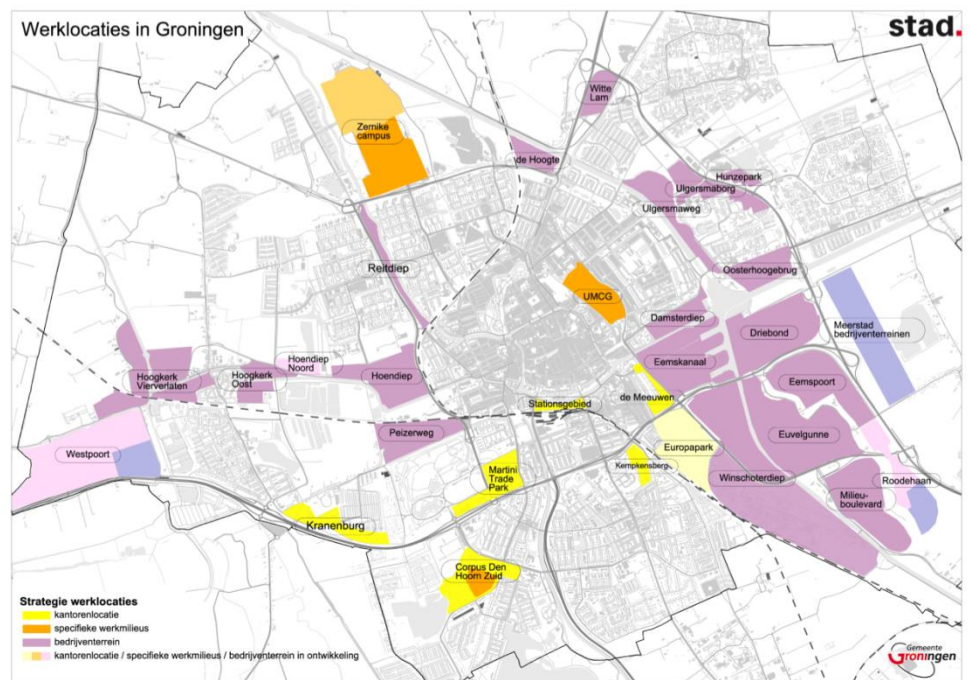 Werklocaties in Groningen
stad.
Witte
Lam
Zernike
campus
de Hoogte
Hunzepark
Ulgersmaborg
Ulgersmaweg
Reitdiep
Oosterhoogebrug
UMCG
Damsterdiep
Driebond
Meerstad
bedrijventerreinen
Hoendiep
Noord
Eemskanaal
Hoogkerk
Vierverlaten
Hoogkerk
Oost
Hoendiep
Eemspoort
de Meeuwen
Stationsgebied
Peizerweg
Euvelgunne
Europapark
Westpoort
Kempkensberg
Martini
Trade
Park
Winschoterdiep
Roodehaan
Milieu-
boulevard
Kranenburg
Corpus Den
Hoorn Zuid
Strategie werklocaties
kantorenlocatie
specifieke werkmilieus
bedrijventerrein
kantorenlocatie / specifieke werkmilieus / bedrijventerrein in ontwikkeling
Gemeente
Groningen